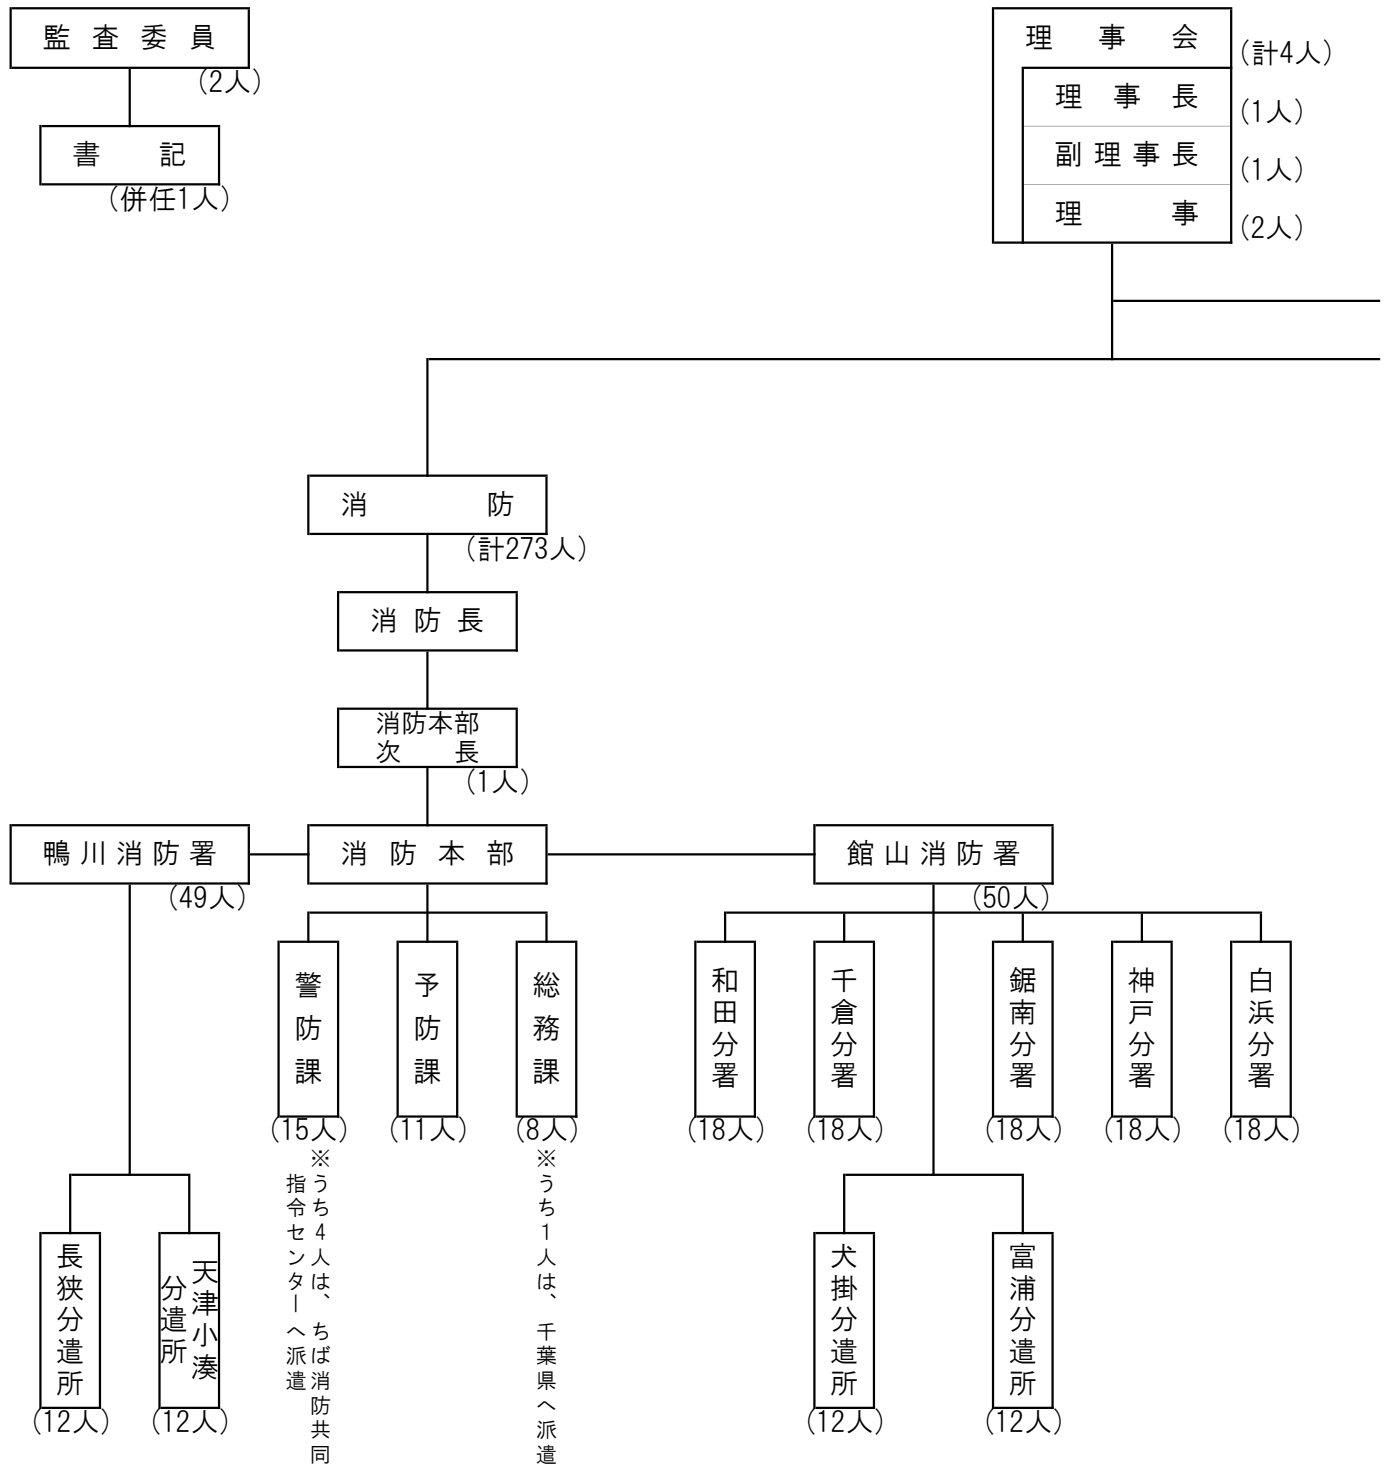 監査委員
(2人)
書記
(併任1人)
理事会
(計4人)
理事長
(1人)
副理事長
(1人)
理事
(2人)
消防
(計273人)
消防長
消防本部
次長
(1人)
鴨川消防署
(49人)
消防本部
館山消防署
(50人)
警防課
(15人)
※うち4人は、ちば消防共同
指令センターへ派遣
予防課
(11人)
総務課
(8人)
※うち1人は、千葉県へ派遣
和田分署
(18人)
千倉分署
(18人)
鋸南分署
(18人)
神戸分署
(18人)
白浜分署
(18人)
長狭分遣所
(12人)
天津小湊
分遣所
(12人)
犬掛分遣所
(12人)
富浦分遣所
(12人)